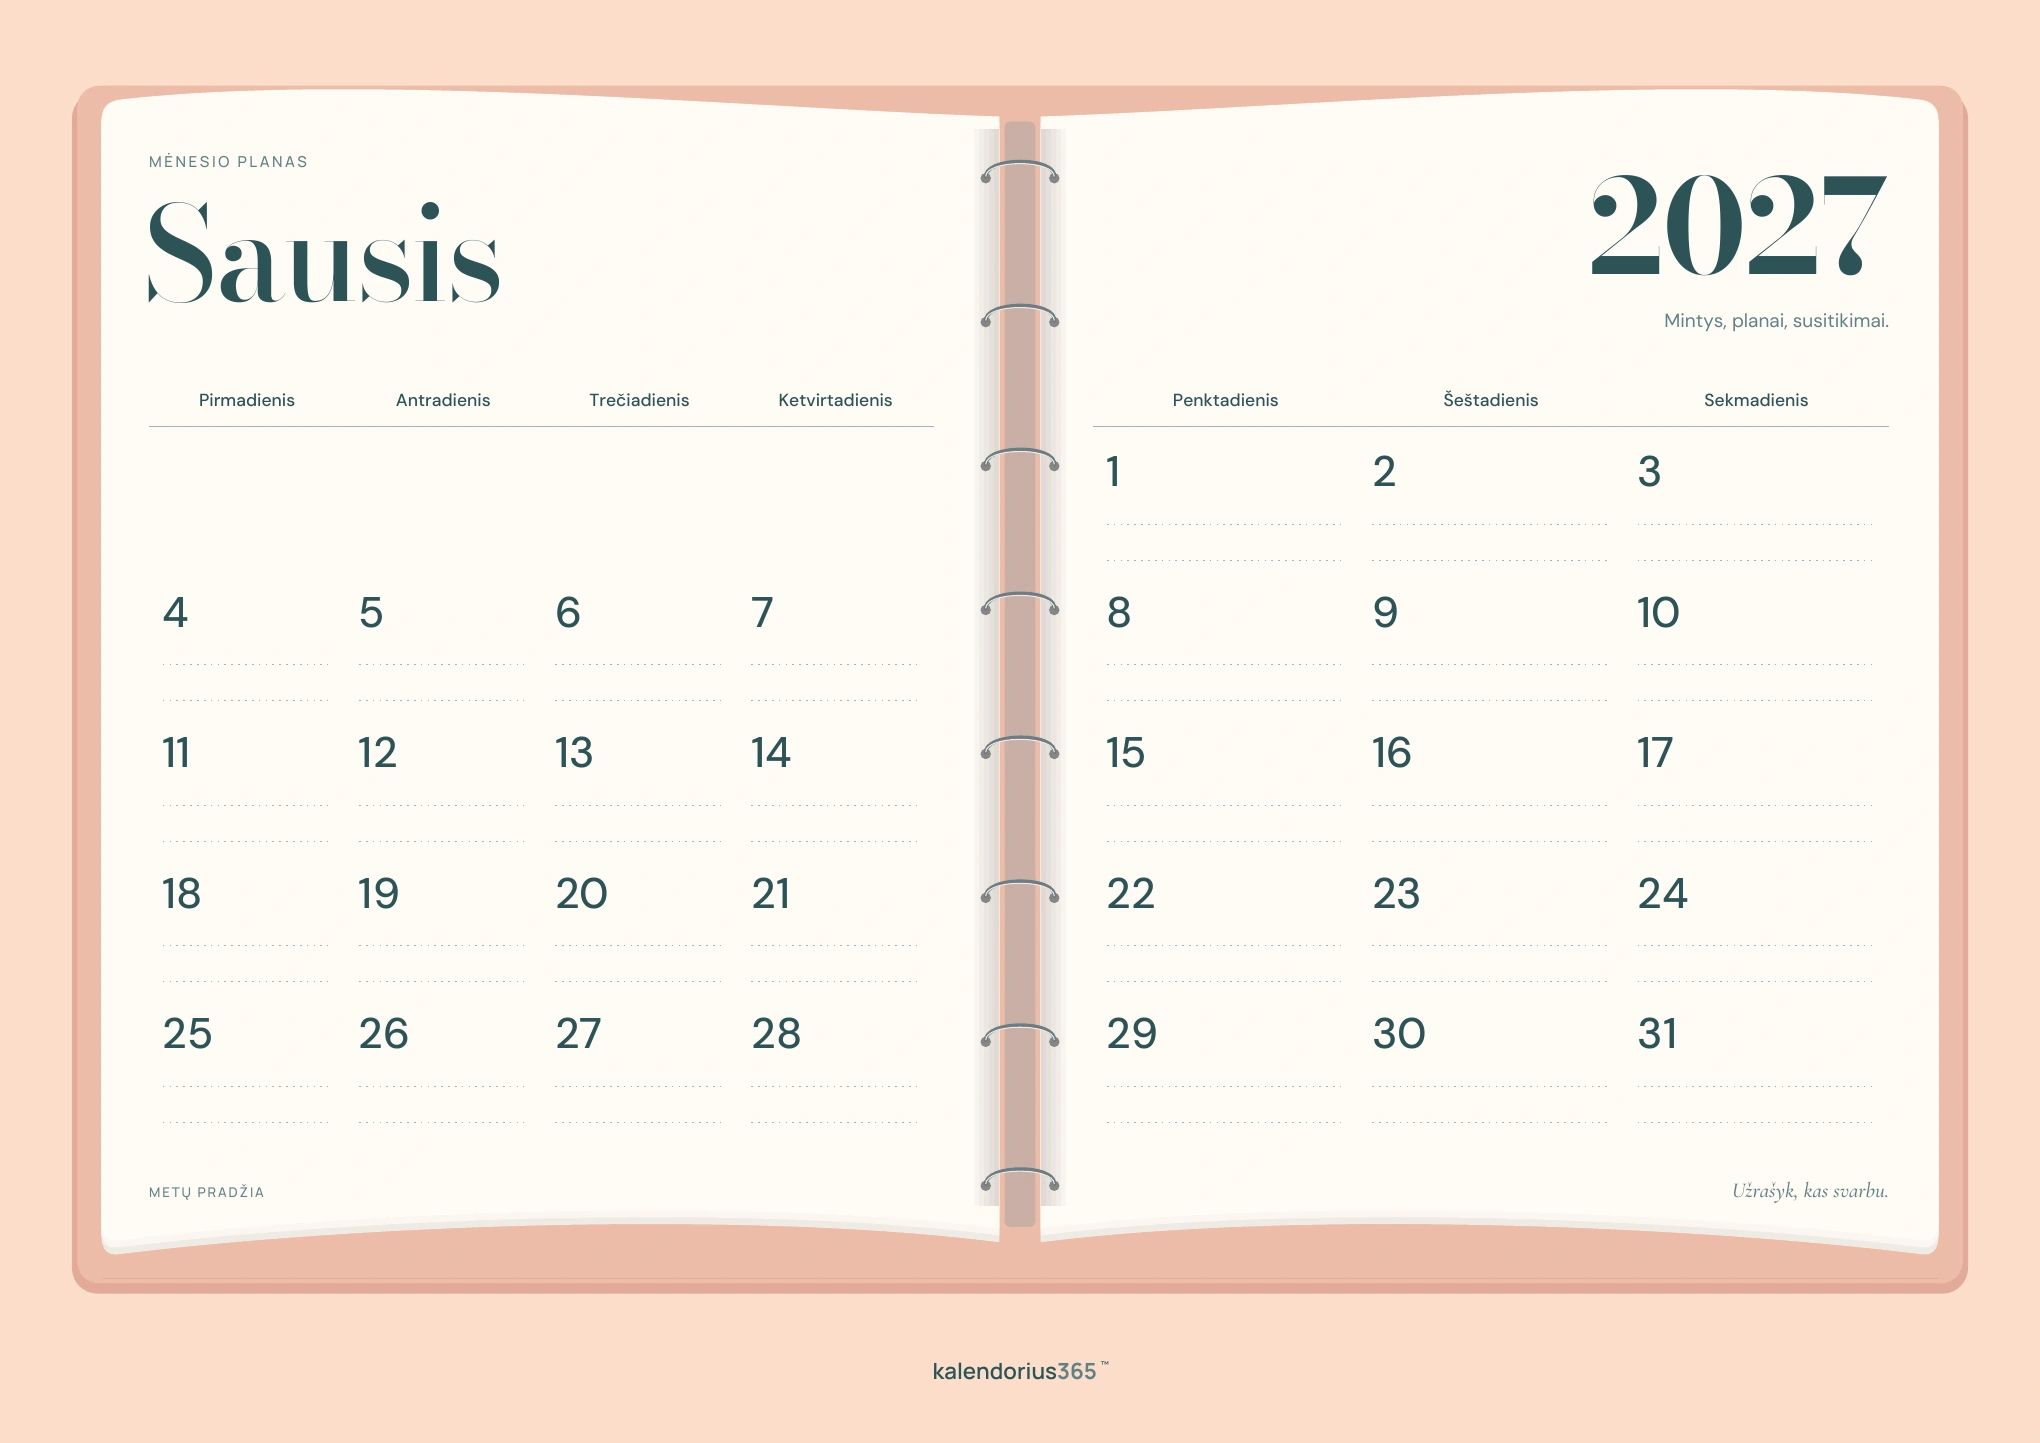 MĖNESIO PLANAS
Sausis
2027
Mintys, planai, susitikimai.
Pirmadienis Antradienis Trečiadienis Ketvirtadienis Penktadienis Šeštadienis Sekmadienis
1 2 3
4 5 6 7 8 9 10
11 12 13 14 15 16 17
18 19 20 21 22 23 24
25 26 27 28 29 30 31
METŲ PRADŽIA
Užrašyk, kas svarbu.
kalendorius365™